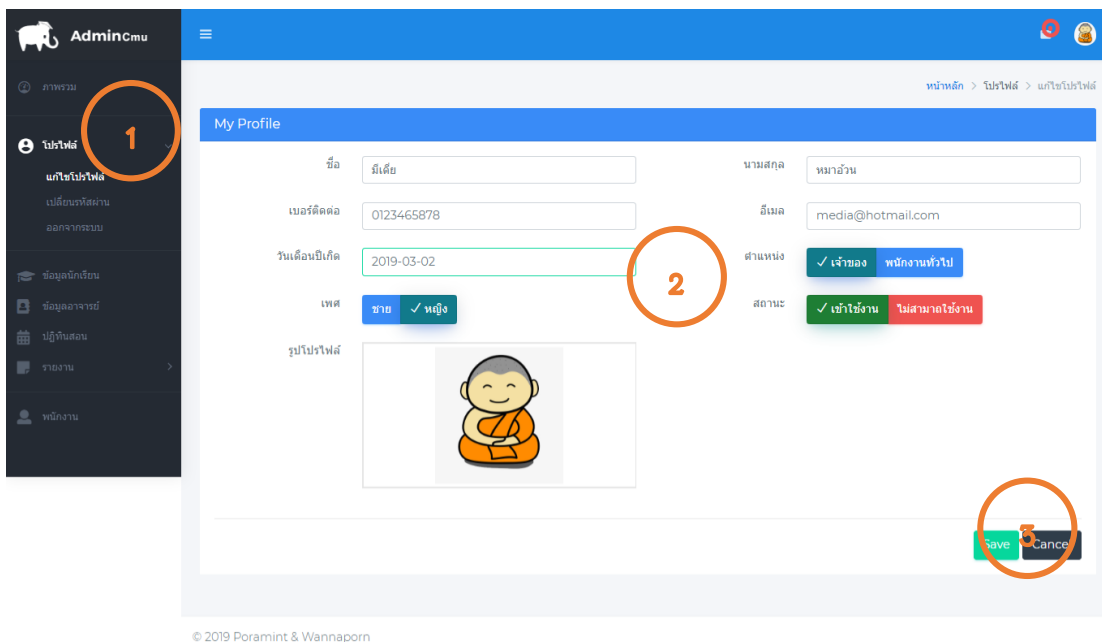 AdminCmu
หน้าหลัก > โปรไฟล์ > แก้ไขโปรไฟล์
ภาพรวม
1
โปรไฟล์
แก้ไขโปรไฟล์
เปลี่ยนรหัสผ่าน
ออกจากระบบ
ข้อมูลนักเรียน
ข้อมูลอาจารย์
ปฏิทินสอน
รายงาน
พนักงาน
My Profile
ชื่อ มีเดีย นามสกุล หมาอ้วน
เบอร์ติดต่อ 0123465878 อีเมล media@hotmail.com
วันเดือนปีเกิด 2019-03-02 ตำแหน่ง ✓ เจ้าของ พนักงานทั่วไป
2
เพศ ชาย ✓ หญิง สถานะ ✓ เข้าใช้งาน ไม่สามาถใช้งาน
รูปโปรไฟล์
3
Save Cancel
© 2019 Poramint & Wannaporn